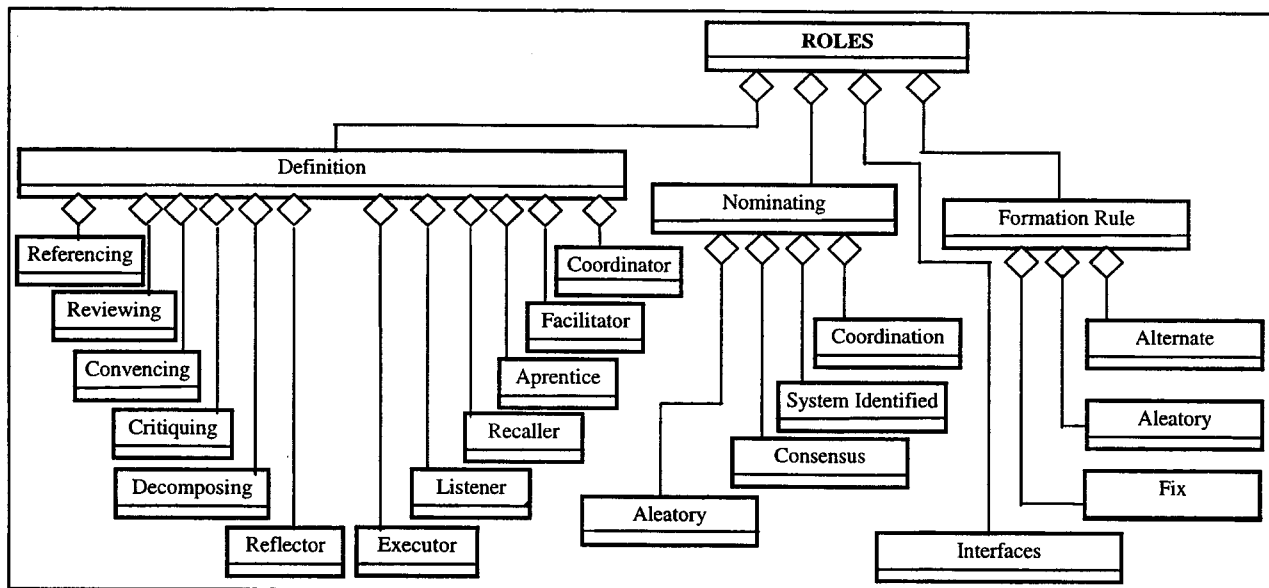 ROLES
Definition
Nominating
Formation Rule
Referencing
Coordinator
Reviewing
Facilitator
Coordination
Alternate
Convencing
Aprentice
System Identified
Critiquing
Recaller
Aleatory
Consensus
Decomposing
Listener
Fix
Aleatory
Reflector
Executor
Interfaces